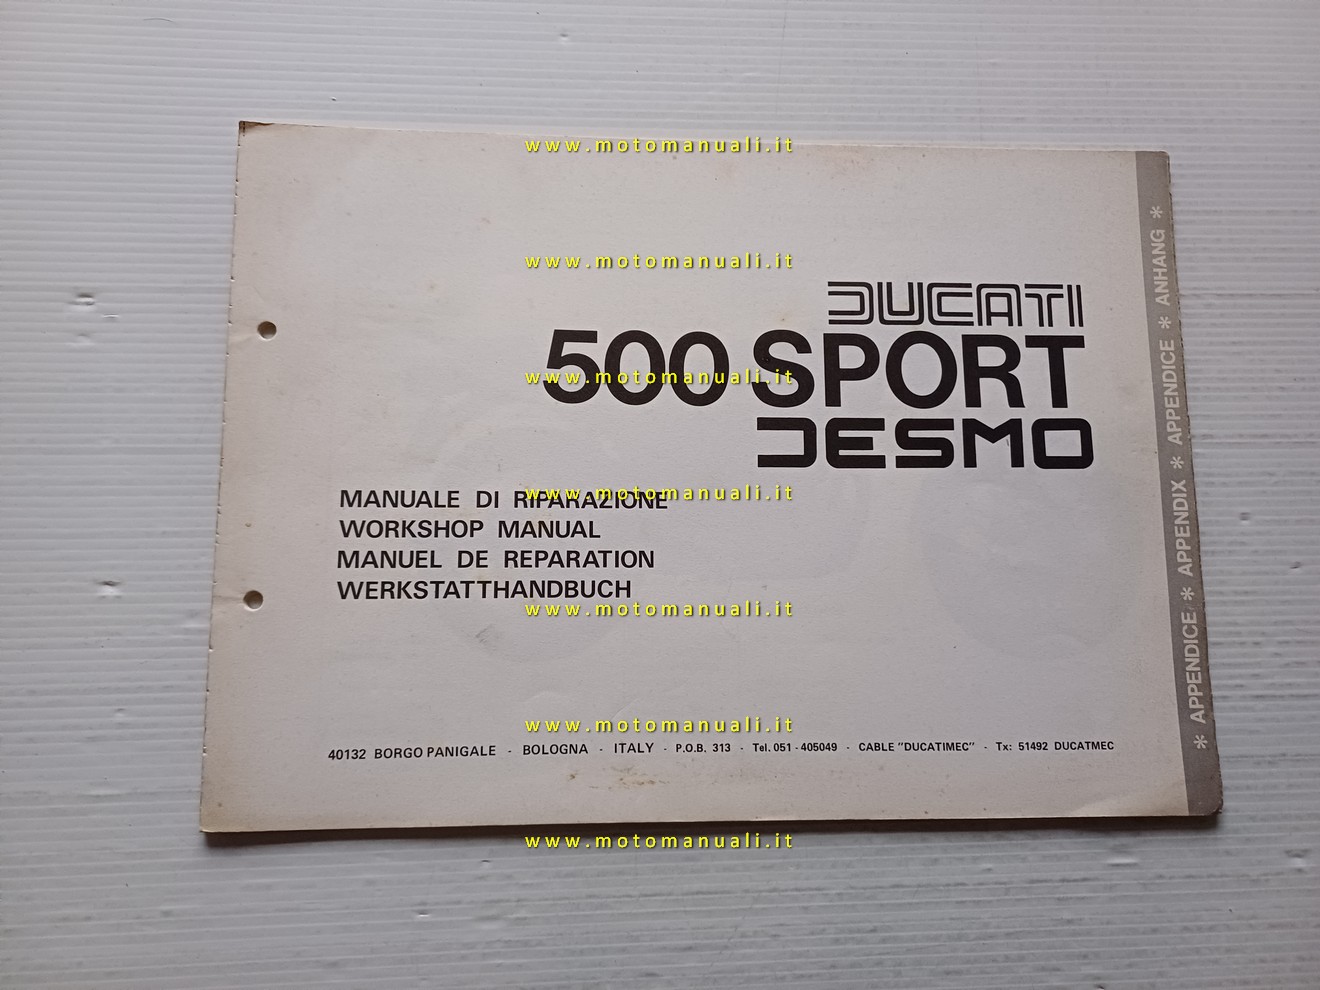 www.motomanuali.it
www.motomanuali.it
DUCATI
500 SPORT
www.motomanuali.it
DESMO
www.motomanuali.it
MANUALE DI RIPARAZIONE
WORKSHOP MANUAL
MANUEL DE REPARATION
WERKSTATTHANDBUCH
www.motomanuali.it
www.motomanuali.it
40132 BORGO PANIGALE - BOLOGNA - ITALY - P.O.B. 313 - Tel. 051-405049 - CABLE "DUCATIMEC" - Tx: 51492 DUCATMEC
www.motomanuali.it
* APPENDICE * APPENDIX * APPENDICE * ANHANG *